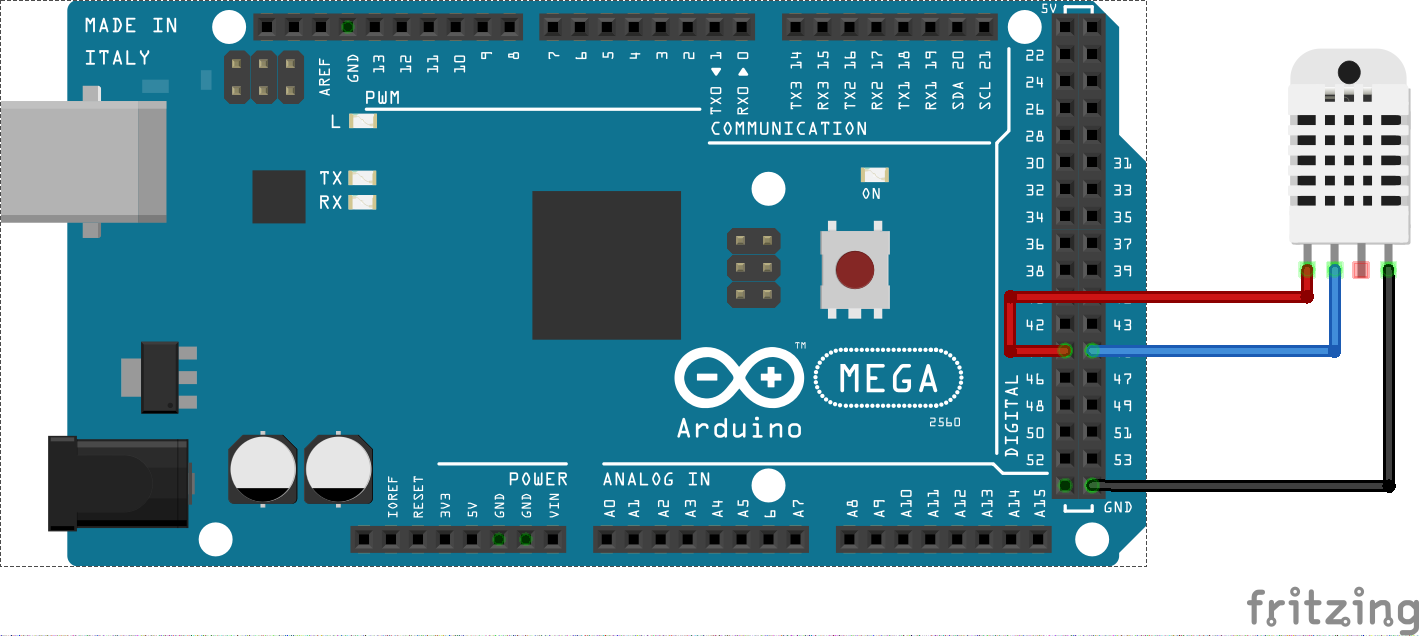 MADE IN
ITALY
AREF
GND
13
12
11
10
9
8
7
6
5
4
3
2
TX0 1
RX0 0
TX3 14
RX3 15
TX2 16
RX2 17
TX1 18
RX1 19
SDA 20
SCL 21
5V
PWM
COMMUNICATION
L
TX
RX
ON
22
24
26
28
30 31
32 33
34 35
36 37
38 39
42 43
46 47
48 49
50 51
52 53
GND
DIGITAL
TM
MEGA
Arduino
2560
POWER
ANALOG IN
IOREF
RESET
3V3
5V
GND
GND
VIN
A0
A1
A2
A3
A4
A5
6
A7
A8
A9
A10
A11
A12
A13
A14
A15
fritzing